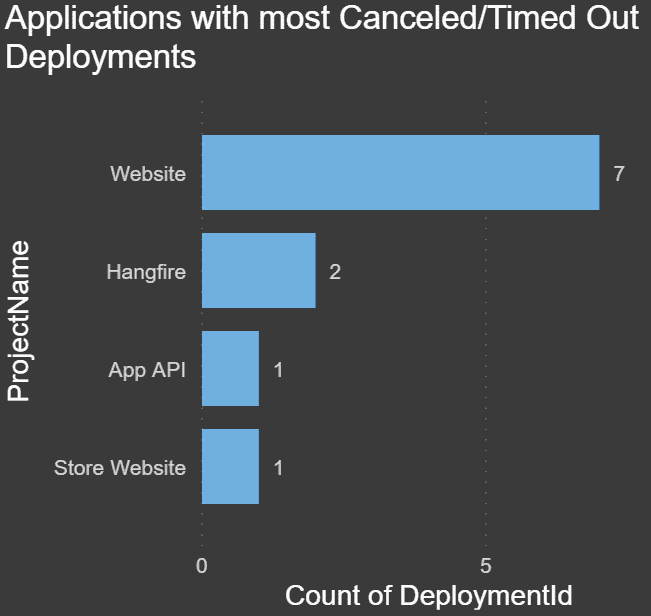 Applications with most Canceled/Timed Out
Deployments
Website
7
Hangfire
2
App API
1
Store Website
1
ProjectName
0
5
Count of DeploymentId